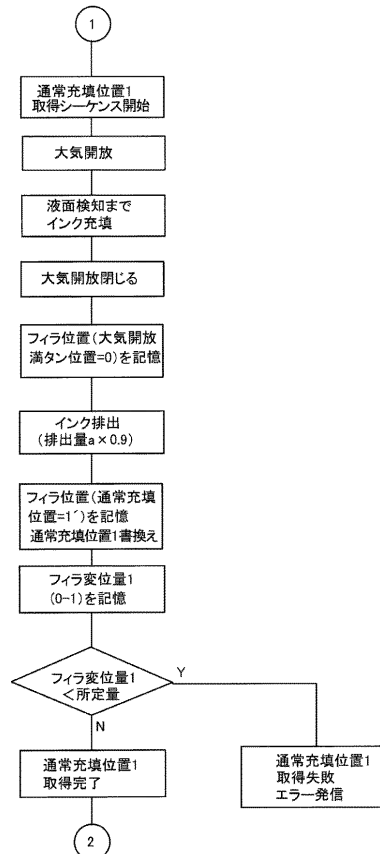 1
通常充填位置1
取得シーケンス開始
大気開放
液面検知まで
インク充填
大気開放閉じる
フィラ位置(大気開放
満タン位置=0)を記憶
インク排出
(排出量a×0.9)
フィラ位置(通常充填
位置=1´)を記憶
通常充填位置1書換え
フィラ変位量1
(0-1)を記憶
フィラ変位量1
<所定量
Y
N
通常充填位置1
取得完了
通常充填位置1
取得失敗
エラー発信
2